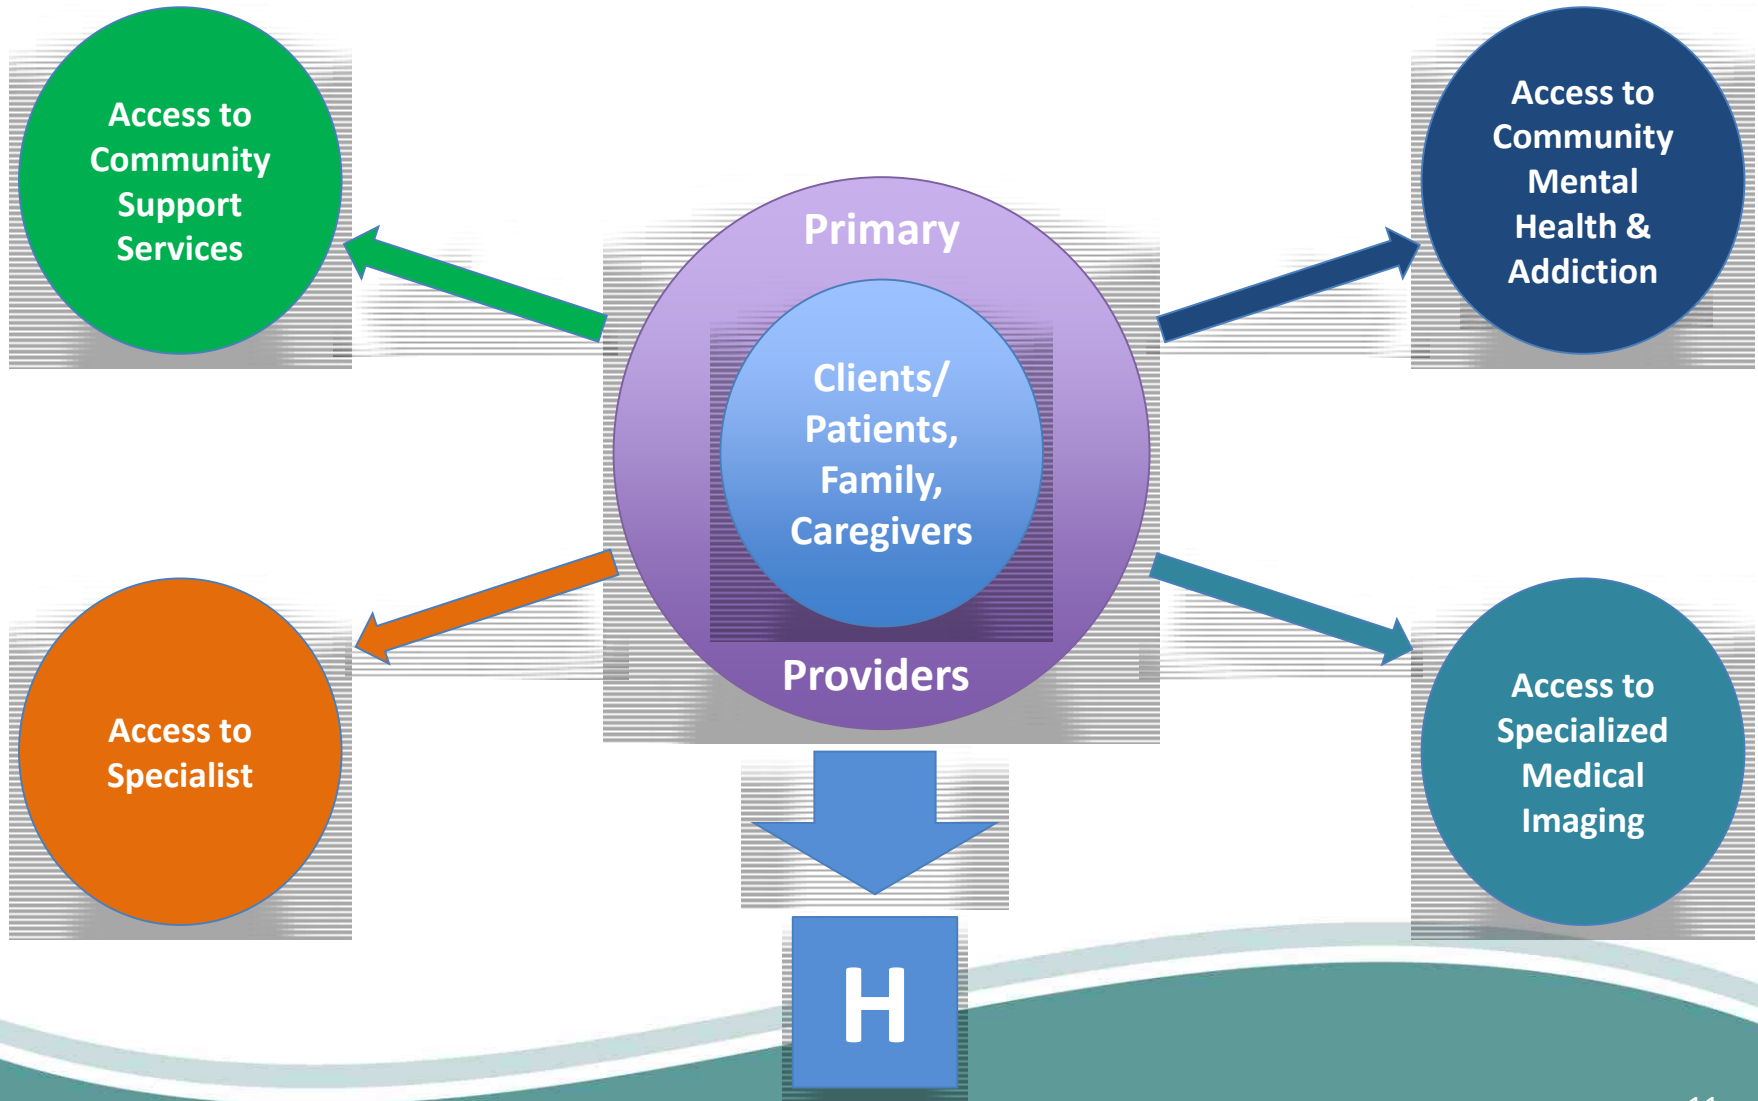 Access to
Community
Support
Services
Access to
Community
Mental
Health &
Addiction
Primary
Clients/
Patients,
Family,
Caregivers
Providers
Access to
Specialist
Access to
Specialized
Medical
Imaging
H
11